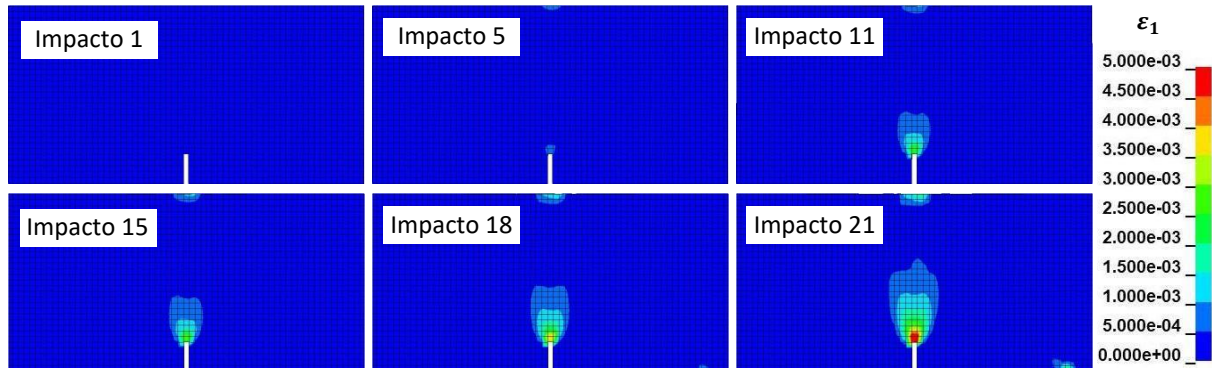 Impacto 1
Impacto 5
Impacto 11
Impacto 15
Impacto 18
Impacto 21
ε₁
5.000e-03
4.500e-03
4.000e-03
3.500e-03
3.000e-03
2.500e-03
2.000e-03
1.500e-03
1.000e-03
5.000e-04
0.000e+00